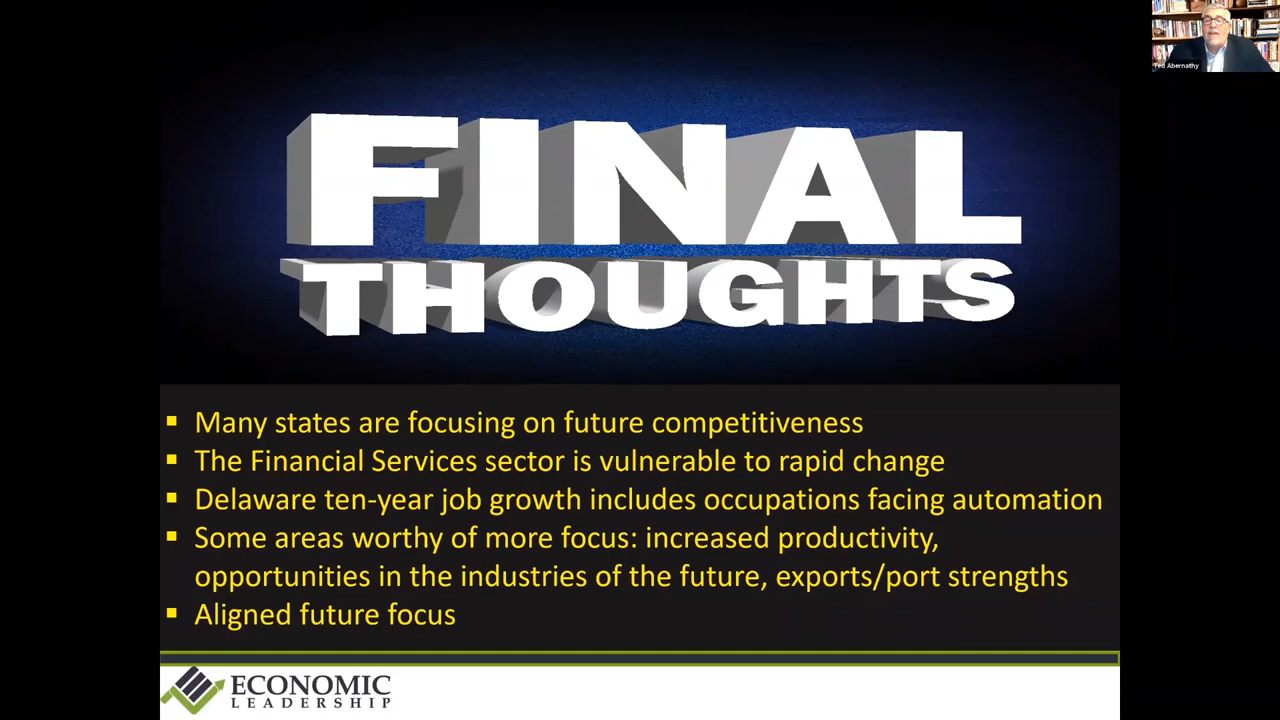 FINAL
THOUGHTS
Ted Abernathy
▪ Many states are focusing on future competitiveness
▪ The Financial Services sector is vulnerable to rapid change
▪ Delaware ten-year job growth includes occupations facing automation
▪ Some areas worthy of more focus: increased productivity,
opportunities in the industries of the future, exports/port strengths
▪ Aligned future focus
ECONOMIC
LEADERSHIP